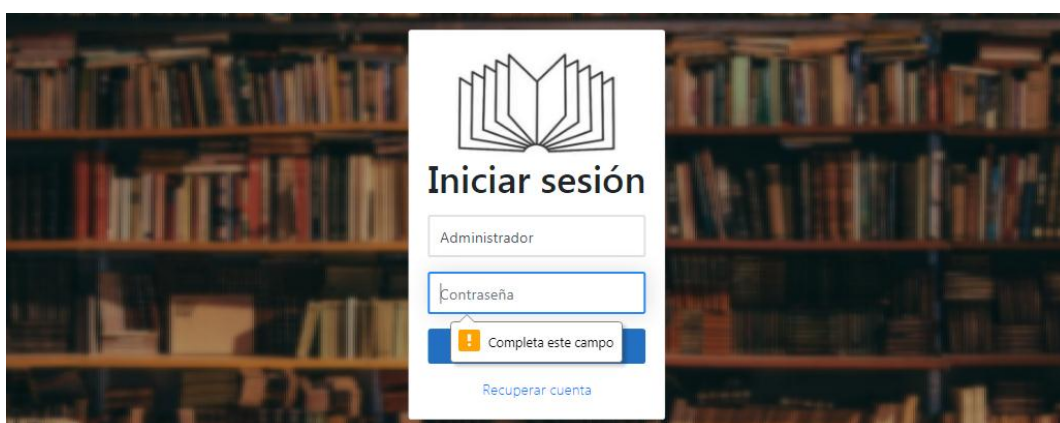 Iniciar sesión
Administrador
Contraseña
Completa este campo
Recuperar cuenta